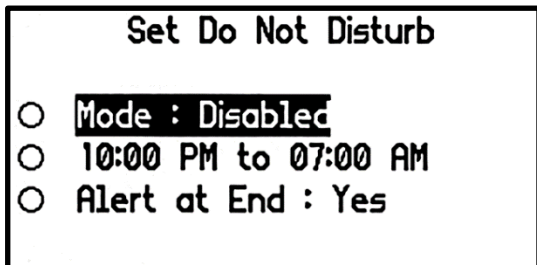 Set Do Not Disturb
Mode : Disabled
10:00 PM to 07:00 AM
Alert at End : Yes